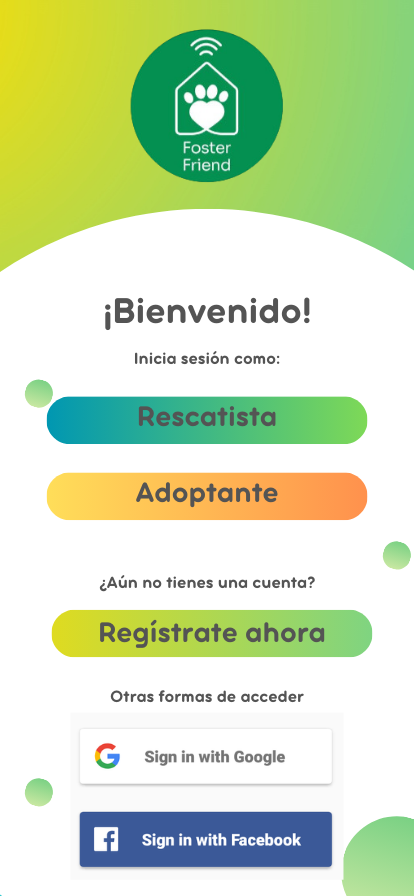 Foster
Friend
¡Bienvenido!
Inicia sesión como:
Rescatista
Adoptante
¿Aún no tienes una cuenta?
Regístrate ahora
Otras formas de acceder
Sign in with Google
Sign in with Facebook